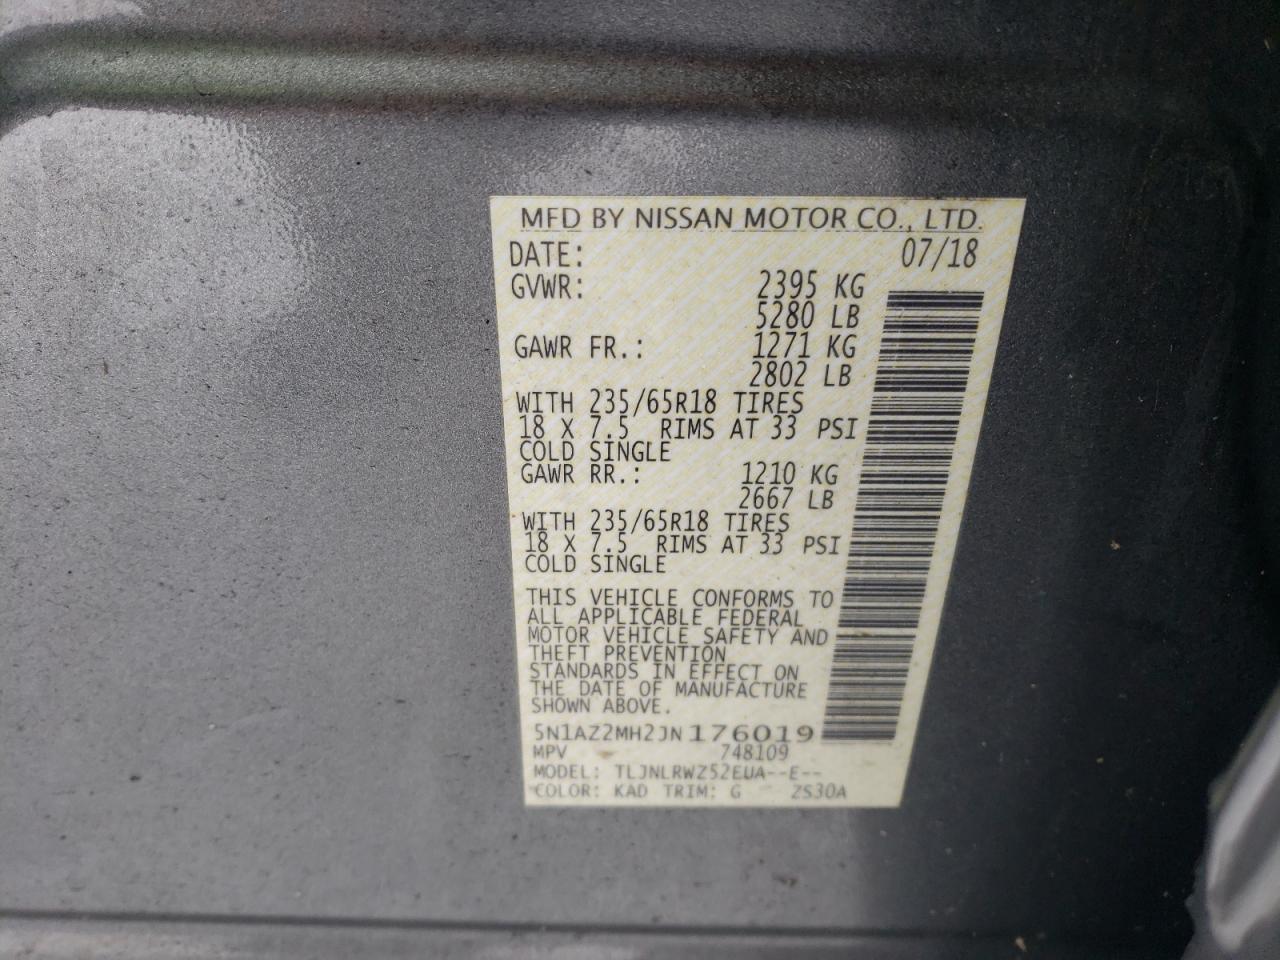 MFD BY NISSAN MOTOR CO., LTD.
DATE: 07/18
GVWR: 2395 KG
5280 LB
GAWR FR.: 1271 KG
2802 LB
WITH 235/65R18 TIRES
18 X 7.5 RIMS AT 33 PSI
COLD SINGLE
GAWR RR.: 1210 KG
2667 LB
WITH 235/65R18 TIRES
18 X 7.5 RIMS AT 33 PSI
COLD SINGLE
THIS VEHICLE CONFORMS TO
ALL APPLICABLE FEDERAL
MOTOR VEHICLE SAFETY AND
THEFT PREVENTION
STANDARDS IN EFFECT ON
THE DATE OF MANUFACTURE
SHOWN ABOVE.
5N1AZ2MH2JN176019
MPV 748109
MODEL: TLJNLRWZ52EUA--E--
COLOR: KAD TRIM: G 2S30A